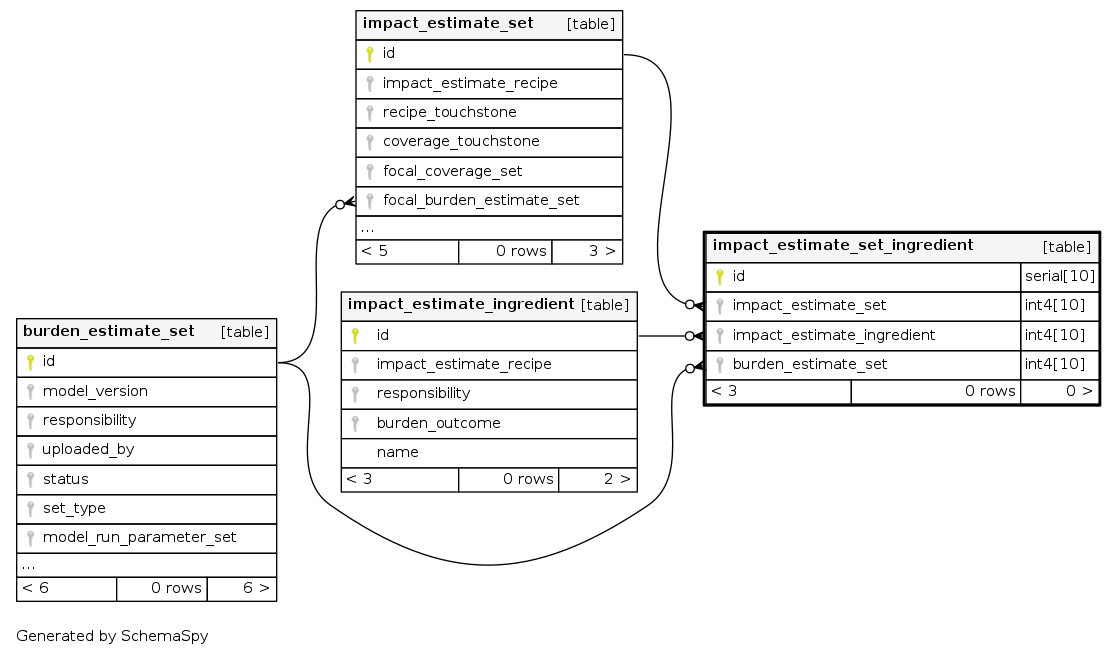 impact_estimate_set [table]
id
impact_estimate_recipe
recipe_touchstone
coverage_touchstone
focal_coverage_set
focal_burden_estimate_set
...
< 5 0 rows 3 >
impact_estimate_set_ingredient [table]
id serial[10]
impact_estimate_set int4[10]
impact_estimate_ingredient int4[10]
burden_estimate_set int4[10]
< 3 0 rows 0 >
impact_estimate_ingredient [table]
id
impact_estimate_recipe
responsibility
burden_outcome
name
< 3 0 rows 2 >
burden_estimate_set [table]
id
model_version
responsibility
uploaded_by
status
set_type
model_run_parameter_set
...
< 6 0 rows 6 >
Generated by SchemaSpy